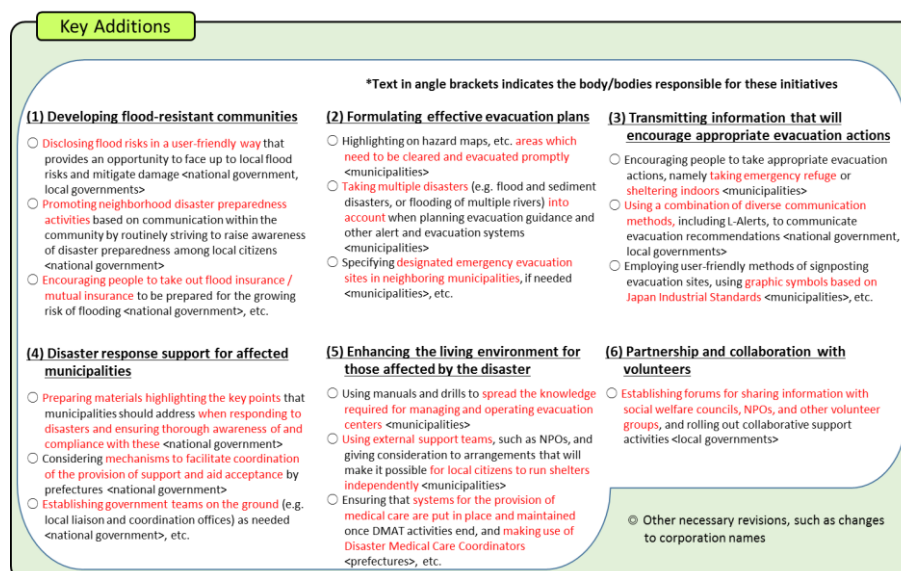 Key Additions
*Text in angle brackets indicates the body/bodies responsible for these initiatives
(1) Developing flood-resistant communities
○ Disclosing flood risks in a user-friendly way that
provides an opportunity to face up to local flood
risks and mitigate damage <national government,
local governments>
○ Promoting neighborhood disaster preparedness
activities based on communication within the
community by routinely striving to raise awareness
of disaster preparedness among local citizens
<national government>
○ Encouraging people to take out flood insurance /
mutual insurance to be prepared for the growing
risk of flooding <national government>, etc.
(2) Formulating effective evacuation plans
○ Highlighting on hazard maps, etc. areas which
need to be cleared and evacuated promptly
<municipalities>
○ Taking multiple disasters (e.g. flood and sediment
disasters, or flooding of multiple rivers) into
account when planning evacuation guidance and
other alert and evacuation systems
<municipalities>
○ Specifying designated emergency evacuation
sites in neighboring municipalities, if needed
<municipalities>, etc.
(3) Transmitting information that will
encourage appropriate evacuation actions
○ Encouraging people to take appropriate evacuation
actions, namely taking emergency refuge or
sheltering indoors <municipalities>
○ Using a combination of diverse communication
methods, including L-Alerts, to communicate
evacuation recommendations <national government,
local governments>
○ Employing user-friendly methods of signposting
evacuation sites, using graphic symbols based on
Japan Industrial Standards <municipalities>, etc.
(4) Disaster response support for affected
municipalities
○ Preparing materials highlighting the key points that
municipalities should address when responding to
disasters and ensuring thorough awareness of and
compliance with these <national government>
○ Considering mechanisms to facilitate coordination
of the provision of support and aid acceptance by
prefectures <national government>
○ Establishing government teams on the ground (e.g.
local liaison and coordination offices) as needed
<national government>, etc.
(5) Enhancing the living environment for
those affected by the disaster
○ Using manuals and drills to spread the knowledge
required for managing and operating evacuation
centers <municipalities>
○ Using external support teams, such as NPOs, and
giving consideration to arrangements that will
make it possible for local citizens to run shelters
independently <municipalities>
○ Ensuring that systems for the provision of
medical care are put in place and maintained
once DMAT activities end, and making use of
Disaster Medical Care Coordinators
<prefectures>, etc.
(6) Partnership and collaboration with
volunteers
○ Establishing forums for sharing information with
social welfare councils, NPOs, and other volunteer
groups, and rolling out collaborative support
activities <local governments>
◎ Other necessary revisions, such as changes
to corporation names